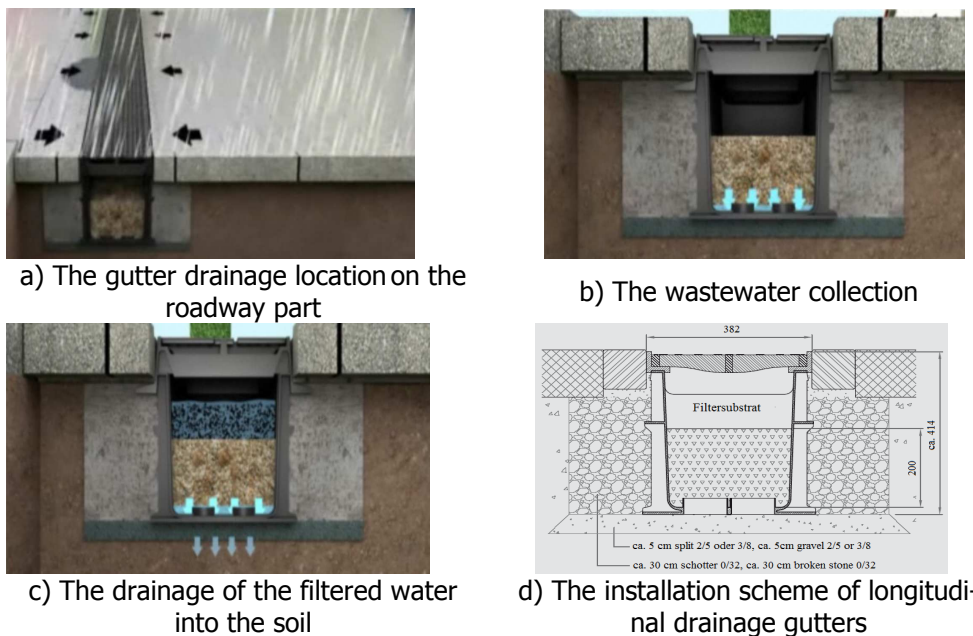 a) The gutter drainage location on the
roadway part
b) The wastewater collection
382
Filtersubstrat
200
ca. 414
ca. 5 cm split 2/5 oder 3/8, ca. 5cm gravel 2/5 or 3/8
ca. 30 cm schotter 0/32, ca. 30 cm broken stone 0/32
c) The drainage of the filtered water
into the soil
d) The installation scheme of longitudi-
nal drainage gutters